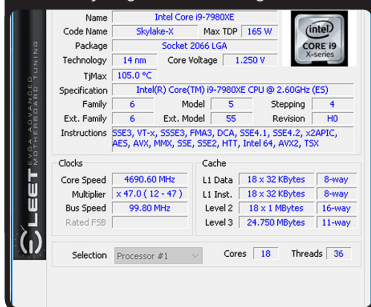 Name Intel Core i9-7980XE
Code Name Skylake-X Max TDP 165 W
Package Socket 2066 LGA
Technology 14 nm Core Voltage 1.250 V
TjMax 105.0 °C
intel
CORE i9
X-series
Specification Intel(R) Core(TM) i9-7980XE CPU @ 2.60GHz (ES)
Family 6 Model 5 Stepping 4
Ext. Family 6 Ext. Model 55 Revision H0
Instructions SSE3, VT-x, SSSE3, FMA3, DCA, SSE4.1, SSE4.2, x2APIC,
AES, AVX, MMX, SSE, SSE2, HTT, Intel 64, AVX2, TSX
Clocks
Core Speed 4690.60 MHz
Multiplier x 47.0 ( 12 - 47 )
Bus Speed 99.80 MHz
Rated FSB
Cache
L1 Data 18 x 32 KBytes 8-way
L1 Inst. 18 x 32 KBytes 8-way
Level 2 18 x 1 MBytes 16-way
Level 3 24.750 MBytes 11-way
Selection Processor #1 Cores 18 Threads 36
ELEET
EVGA ADVANCED
MOTHERBOARD TUNING